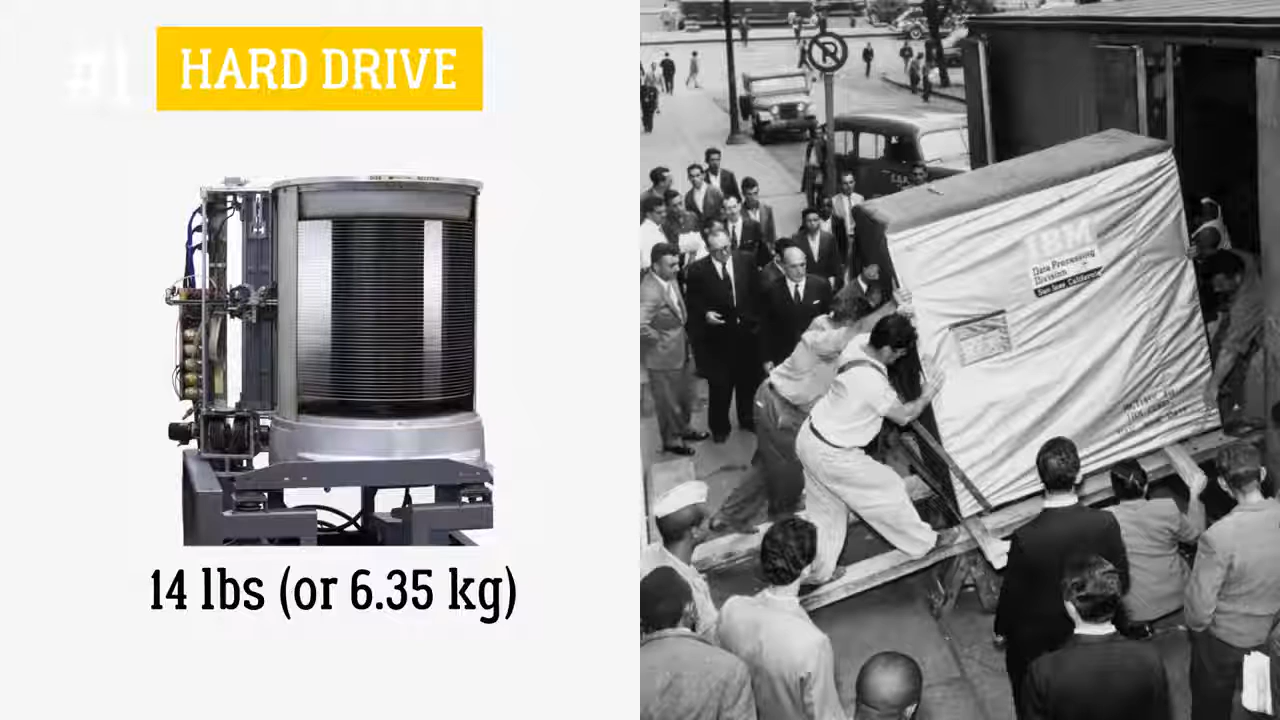 #1
HARD DRIVE
14 lbs (or 6.35 kg)
IBM
Data Processing
Division
San Jose California